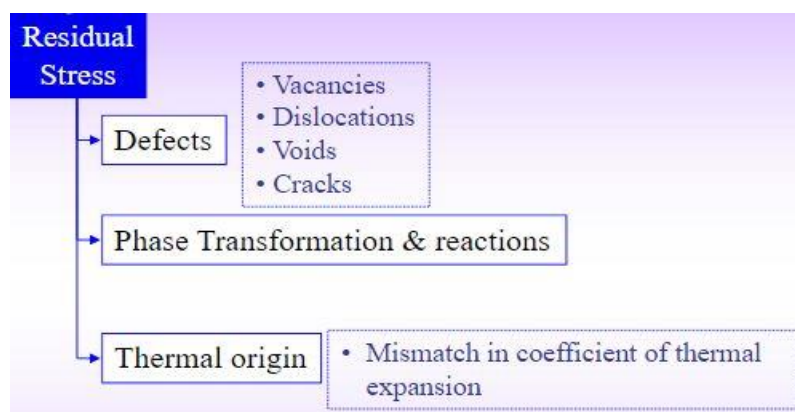 Residual
Stress
• Vacancies
• Dislocations
• Voids
• Cracks
Defects
Phase Transformation & reactions
Thermal origin
• Mismatch in coefficient of thermal
expansion